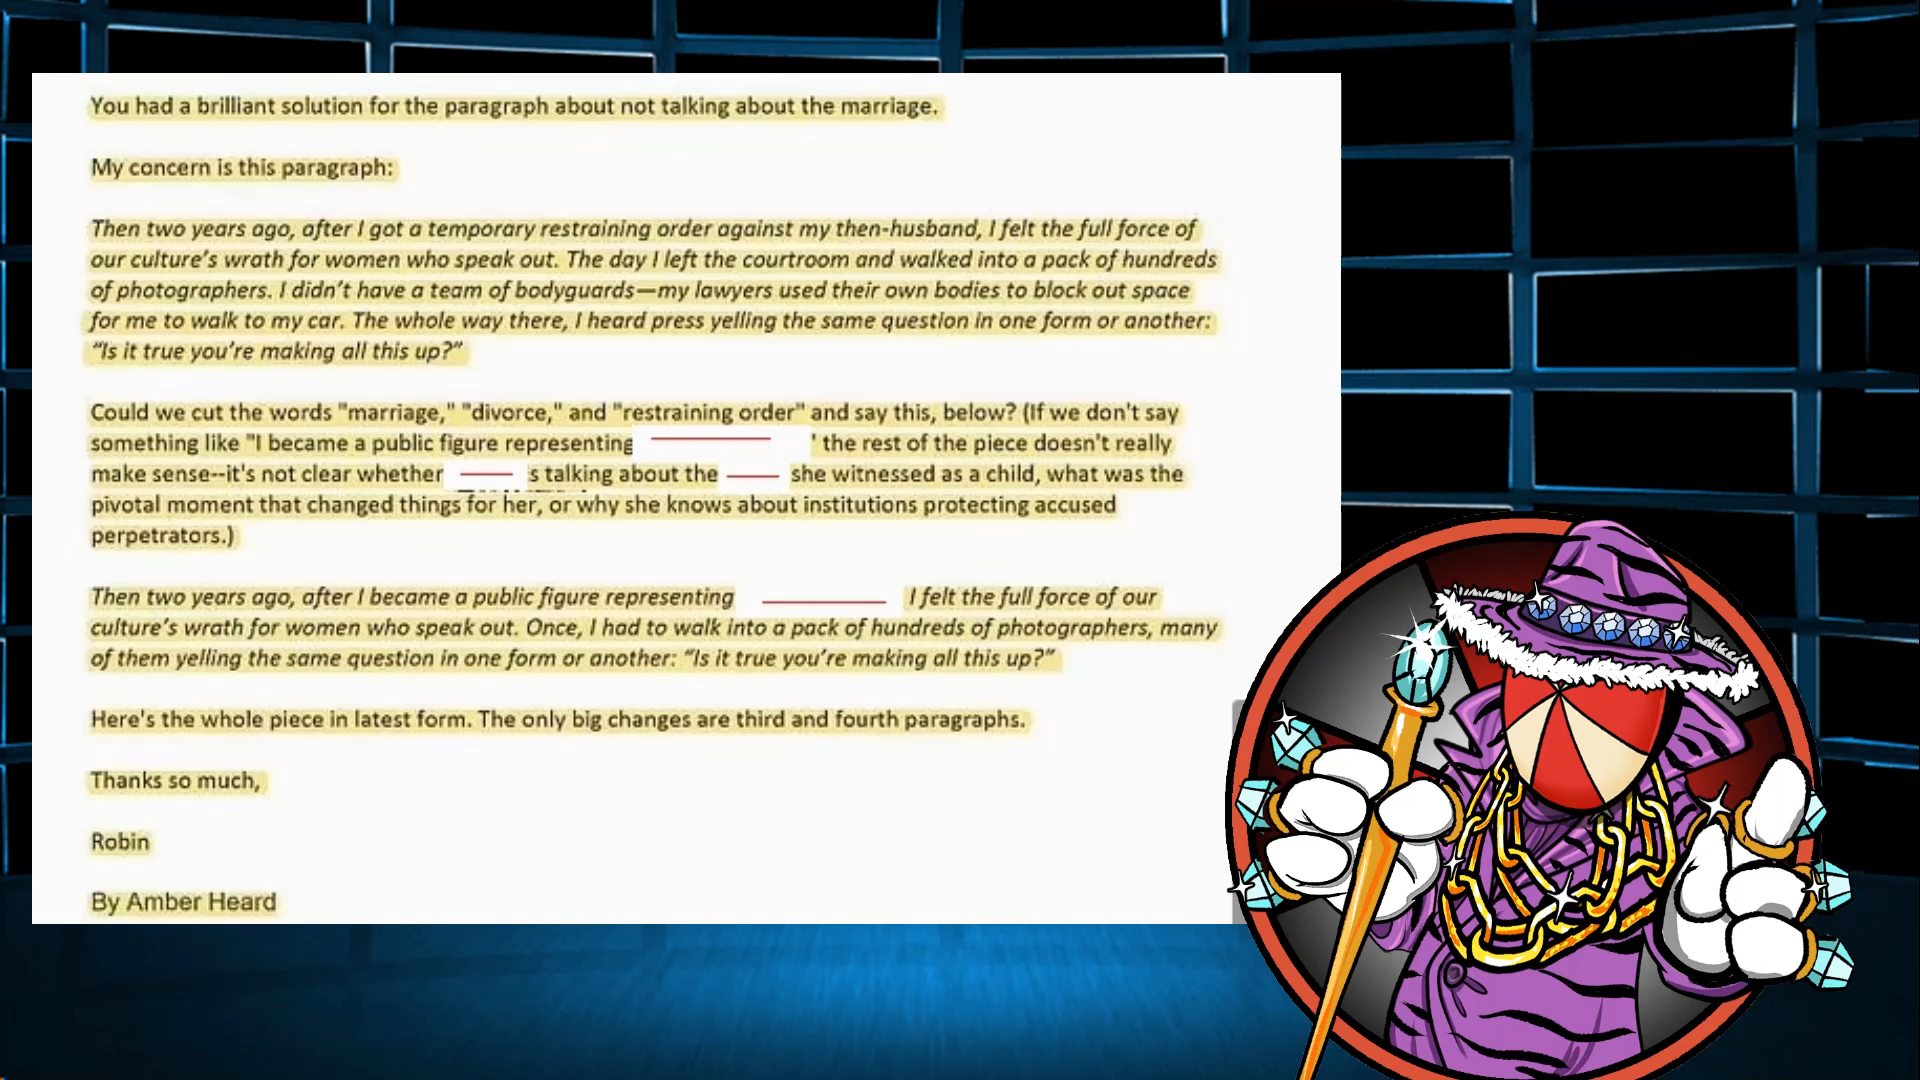 You had a brilliant solution for the paragraph about not talking about the marriage.
My concern is this paragraph:
Then two years ago, after I got a temporary restraining order against my then-husband, I felt the full force of
our culture's wrath for women who speak out. The day I left the courtroom and walked into a pack of hundreds
of photographers. I didn't have a team of bodyguards—my lawyers used their own bodies to block out space
for me to walk to my car. The whole way there, I heard press yelling the same question in one form or another:
"Is it true you're making all this up?"
Could we cut the words "marriage," "divorce," and "restraining order" and say this, below? (If we don't say
something like "I became a public figure representing ' the rest of the piece doesn't really
make sense--it's not clear whether s talking about the she witnessed as a child, what was the
pivotal moment that changed things for her, or why she knows about institutions protecting accused
perpetrators.)
Then two years ago, after I became a public figure representing I felt the full force of our
culture's wrath for women who speak out. Once, I had to walk into a pack of hundreds of photographers, many
of them yelling the same question in one form or another: "Is it true you're making all this up?"
Here's the whole piece in latest form. The only big changes are third and fourth paragraphs.
Thanks so much,
Robin
By Amber Heard